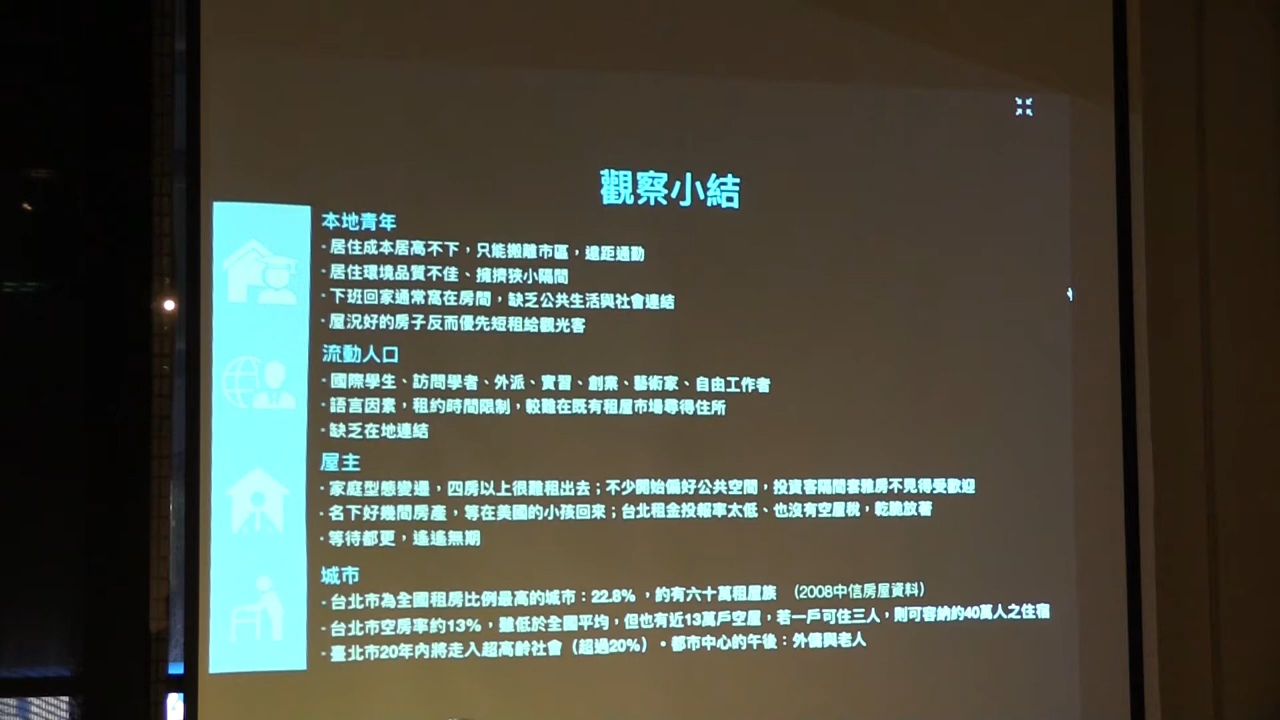 觀察小結
本地青年
- 居住成本居高不下，只能搬離市區，遠距通勤
- 居住環境品質不佳、擁擠狹小隔間
- 下班回家通常窩在房間，缺乏公共生活與社會連結
- 屋況好的房子反而優先短租給觀光客
流動人口
- 國際學生、訪問學者、外派、實習、創業、藝術家、自由工作者
- 語言因素，租約時間限制，較難在既有租屋市場尋得住所
- 缺乏在地連結
屋主
- 家庭型態變遷，四房以上很難租出去；不少開始偏好公共空間，投資客隔間套雅房不見得受歡迎
- 名下好幾間房產，等在美國的小孩回來；台北租金投報率太低、也沒有空屋稅，乾脆放著
- 等待都更，遙遙無期
城市
- 台北市為全國租房比例最高的城市：22.8% ，約有六十萬租屋族 （2008中信房屋資料）
- 台北市空房率約13%，雖低於全國平均，但也有近13萬戶空屋，若一戶可住三人，則可容納約40萬人之住宿
- 臺北市20年內將走入超高齡社會（超過20%）。都市中心的午後：外傭與老人